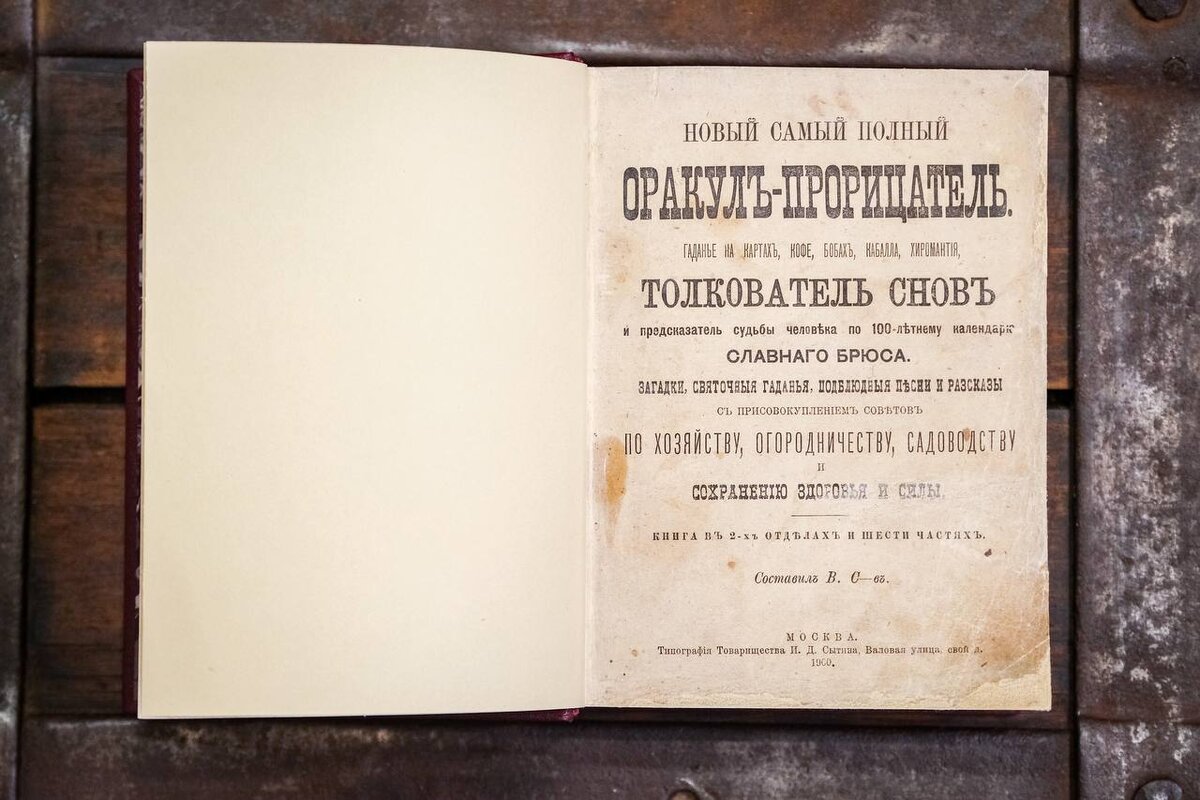 НОВЫЙ САМЫЙ ПОЛНЫЙ
ОРАКУЛЪ-ПРОРИЦАТЕЛЬ.
ГАДАНЬЕ НА КАРТАХЪ, КОФЕ, БОБАХЪ, КАБАЛЛА, ХИРОМАНТІЯ,
ТОЛКОВАТЕЛЬ СНОВЪ
и предсказатель судьбы человѣка по 100-лѣтнему календарю
СЛАВНАГО БРЮСА.
ЗАГАДКИ, СВЯТОЧНЫЯ ГАДАНЬЯ, ПОДБЛЮДНЫЯ ПѢСНИ И РАЗСКАЗЫ
СЪ ПРИСОВОКУПЛЕНІЕМЪ СОВѢТОВЪ
ПО ХОЗЯЙСТВУ, ОГОРОДНИЧЕСТВУ, САДОВОДСТВУ
И
СОХРАНЕНІЮ ЗДОРОВЬЯ И СИЛЫ.
КНИГА ВЪ 2-хъ ОТДѢЛАХЪ И ШЕСТИ ЧАСТЯХЪ.
Составилъ В. С—въ.
МОСКВА.
Типографія Товарищества И. Д. Сытина, Валовая улица, свой д.
1900.